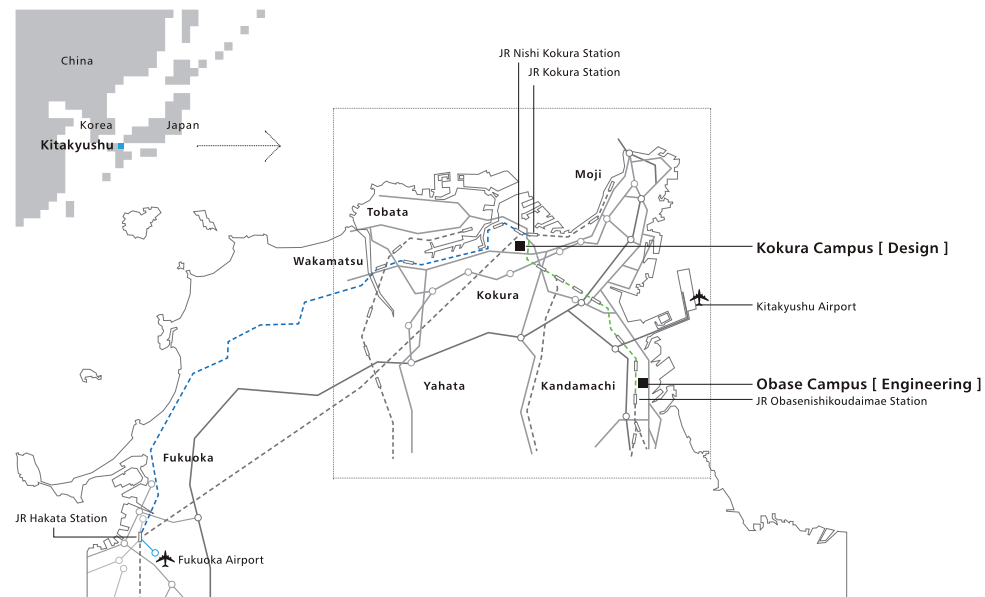 China
Korea
Japan
Kitakyushu
JR Nishi Kokura Station
JR Kokura Station
Moji
Tobata
Wakamatsu
Kokura Campus [ Design ]
Kokura
Kitakyushu Airport
Yahata
Kandamachi
Obase Campus [ Engineering ]
JR Obasenishikoudaimae Station
Fukuoka
JR Hakata Station
Fukuoka Airport